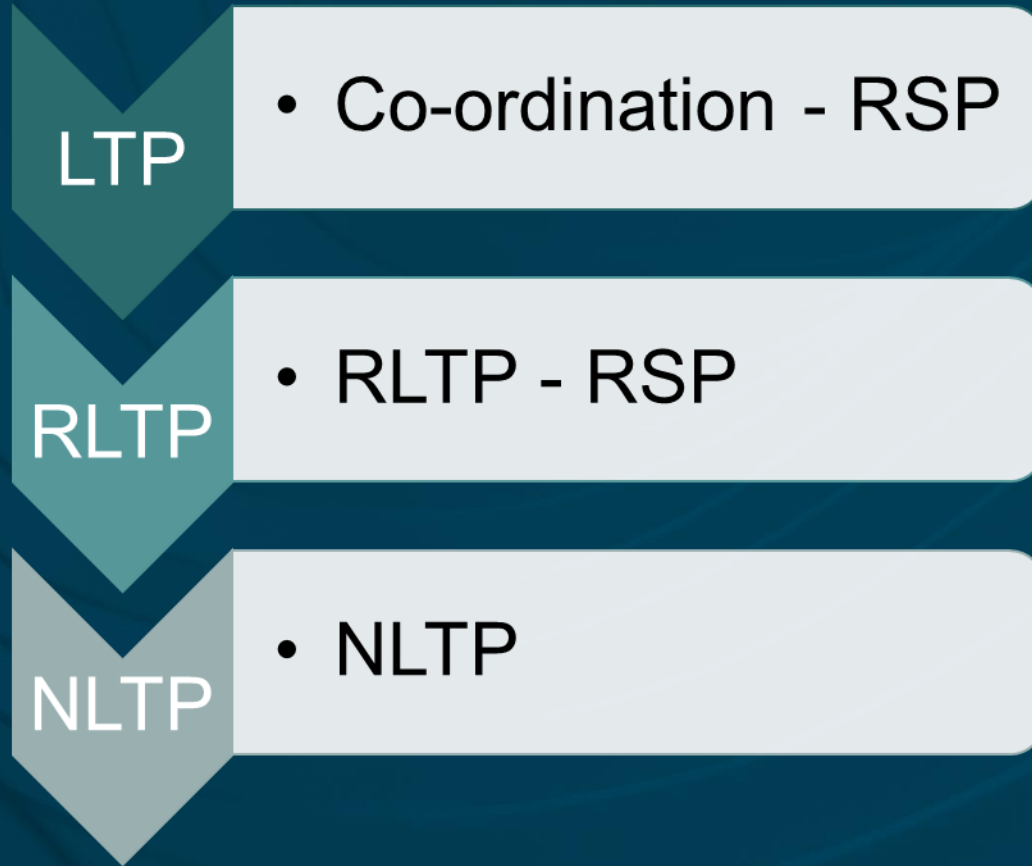 LTP
• Co-ordination - RSP
RLTP
• RLTP - RSP
NLTP
• NLTP